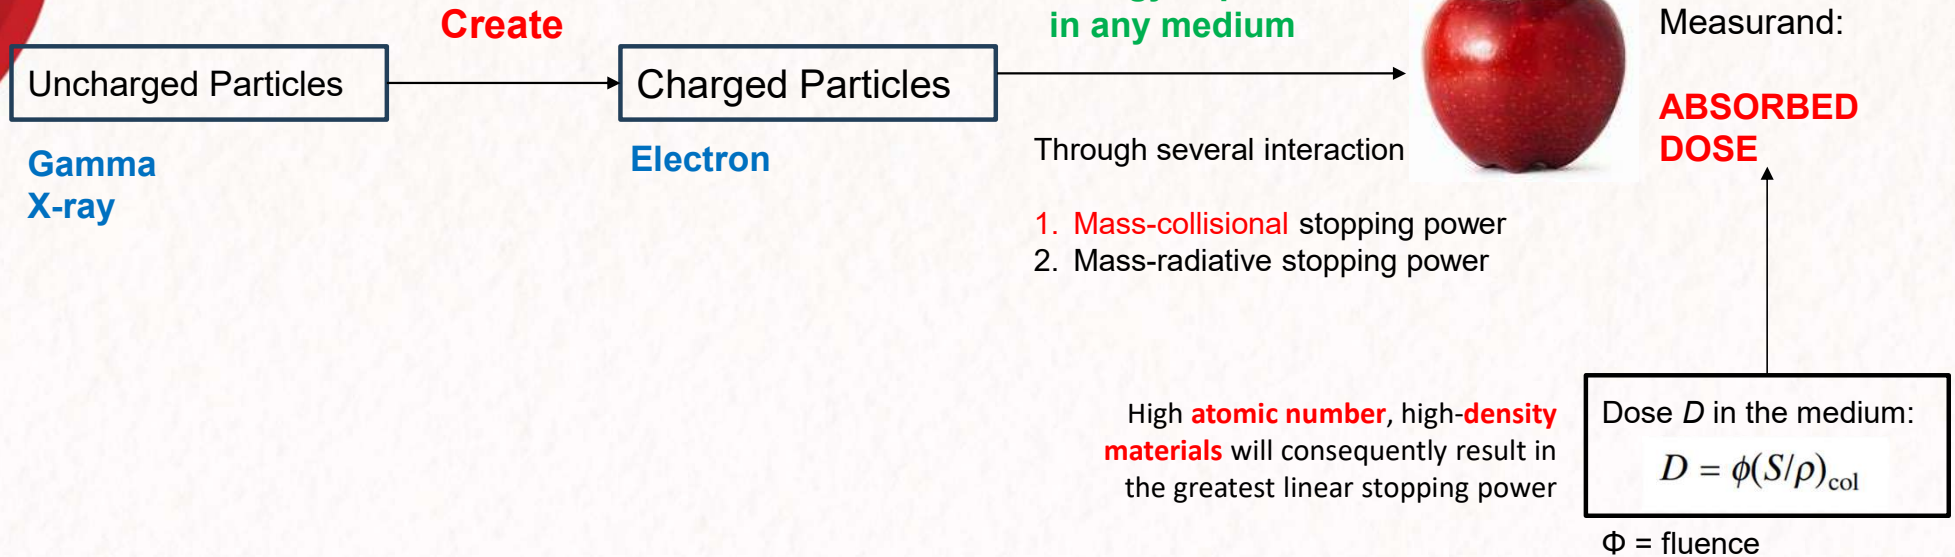 Create
in any medium
Measurand:
Uncharged Particles
Charged Particles
ABSORBED
DOSE
Gamma
X-ray
Electron
Through several interaction
1. Mass-collisional stopping power
2. Mass-radiative stopping power
High atomic number, high-density
materials will consequently result in
the greatest linear stopping power
Dose D in the medium:
D = ϕ(S/ρ)col
Φ = fluence